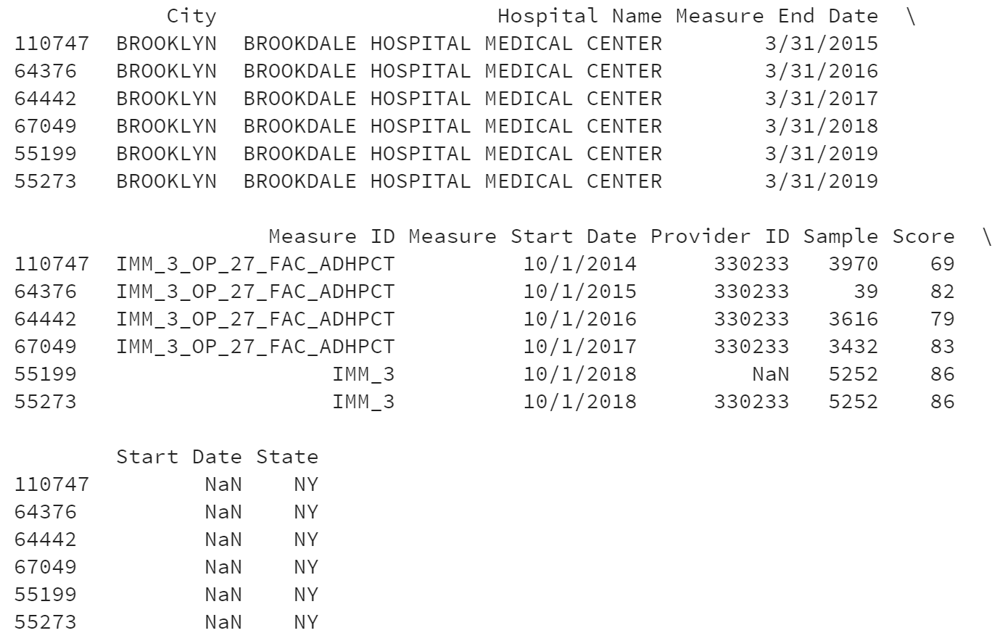 City Hospital Name Measure End Date \
110747 BROOKLYN BROOKDALE HOSPITAL MEDICAL CENTER 3/31/2015
64376 BROOKLYN BROOKDALE HOSPITAL MEDICAL CENTER 3/31/2016
64442 BROOKLYN BROOKDALE HOSPITAL MEDICAL CENTER 3/31/2017
67049 BROOKLYN BROOKDALE HOSPITAL MEDICAL CENTER 3/31/2018
55199 BROOKLYN BROOKDALE HOSPITAL MEDICAL CENTER 3/31/2019
55273 BROOKLYN BROOKDALE HOSPITAL MEDICAL CENTER 3/31/2019
Measure ID Measure Start Date Provider ID Sample Score \
110747 IMM_3_OP_27_FAC_ADHPCT 10/1/2014 330233 3970 69
64376 IMM_3_OP_27_FAC_ADHPCT 10/1/2015 330233 39 82
64442 IMM_3_OP_27_FAC_ADHPCT 10/1/2016 330233 3616 79
67049 IMM_3_OP_27_FAC_ADHPCT 10/1/2017 330233 3432 83
55199 IMM_3 10/1/2018 NaN 5252 86
55273 IMM_3 10/1/2018 330233 5252 86
Start Date State
110747 NaN NY
64376 NaN NY
64442 NaN NY
67049 NaN NY
55199 NaN NY
55273 NaN NY